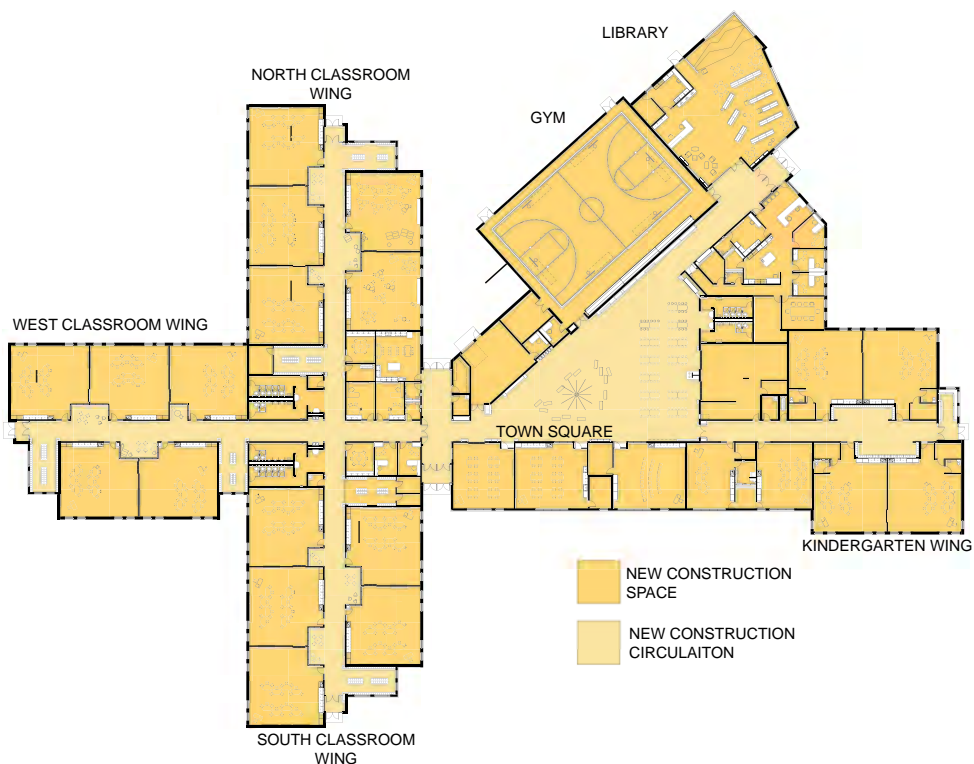 LIBRARY
NORTH CLASSROOM
WING
GYM
WEST CLASSROOM WING
TOWN SQUARE
KINDERGARTEN WING
NEW CONSTRUCTION
SPACE
NEW CONSTRUCTION
CIRCULAITON
SOUTH CLASSROOM
WING